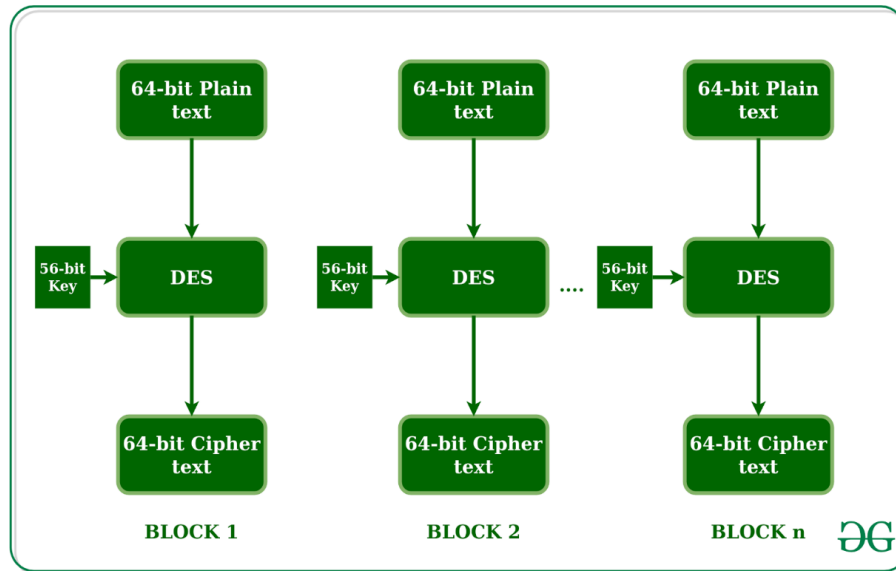 64-bit Plain
text
64-bit Plain
text
64-bit Plain
text
56-bit
Key
DES
56-bit
Key
DES
....
56-bit
Key
DES
64-bit Cipher
text
64-bit Cipher
text
64-bit Cipher
text
BLOCK 1
BLOCK 2
BLOCK n